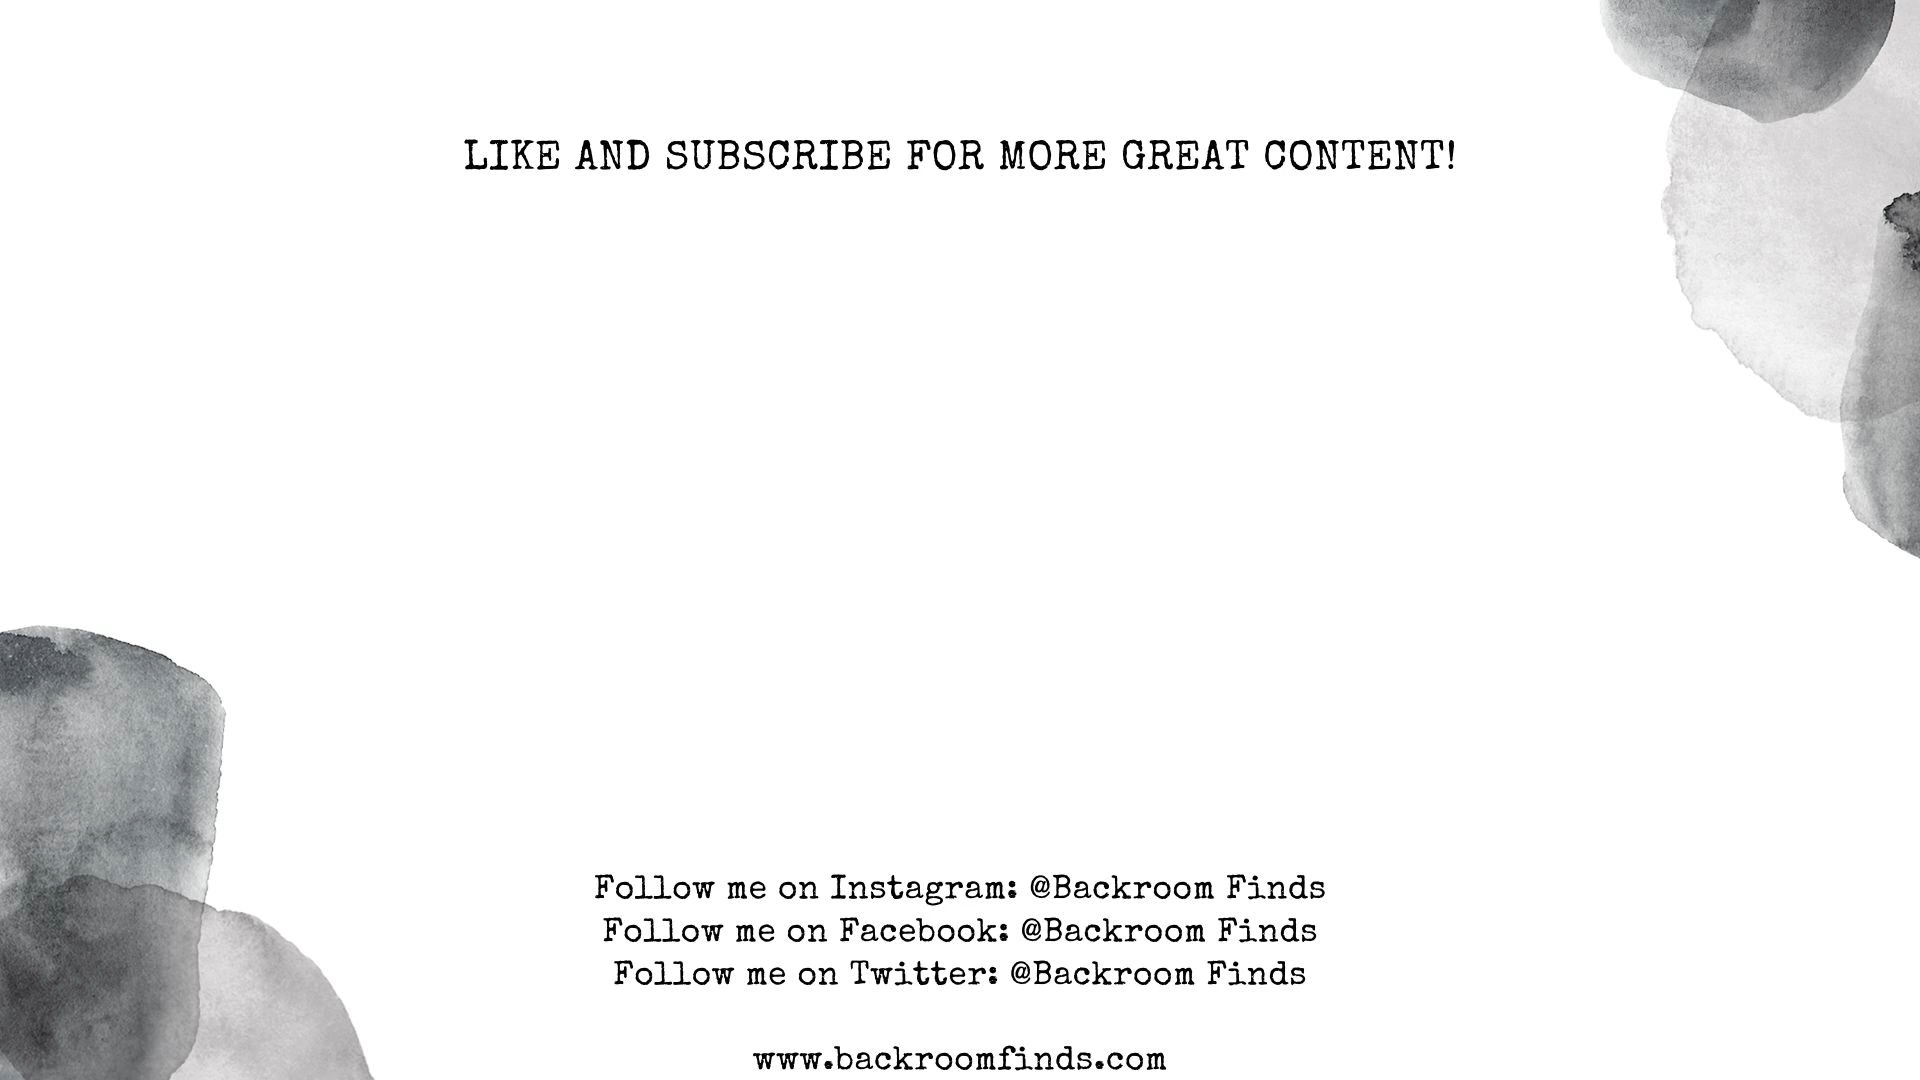 LIKE AND SUBSCRIBE FOR MORE GREAT CONTENT!
Follow me on Instagram: @Backroom Finds
Follow me on Facebook: @Backroom Finds
Follow me on Twitter: @Backroom Finds
www.backroomfinds.com